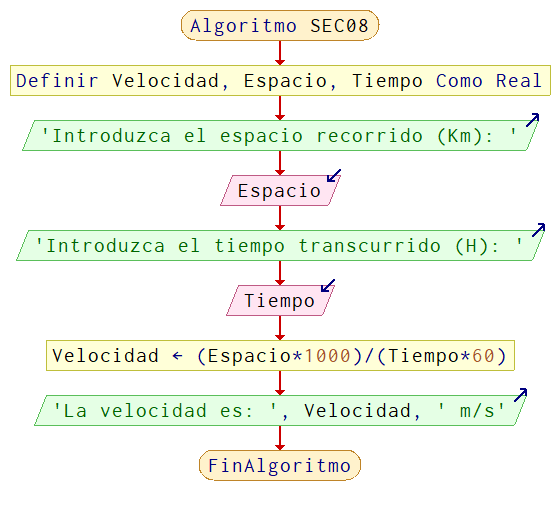 Algoritmo SEC08
Definir Velocidad, Espacio, Tiempo Como Real
'Introduzca el espacio recorrido (Km): '
Espacio
'Introduzca el tiempo transcurrido (H): '
Tiempo
Velocidad ← (Espacio*1000)/(Tiempo*60)
'La velocidad es: ', Velocidad, ' m/s'
FinAlgoritmo